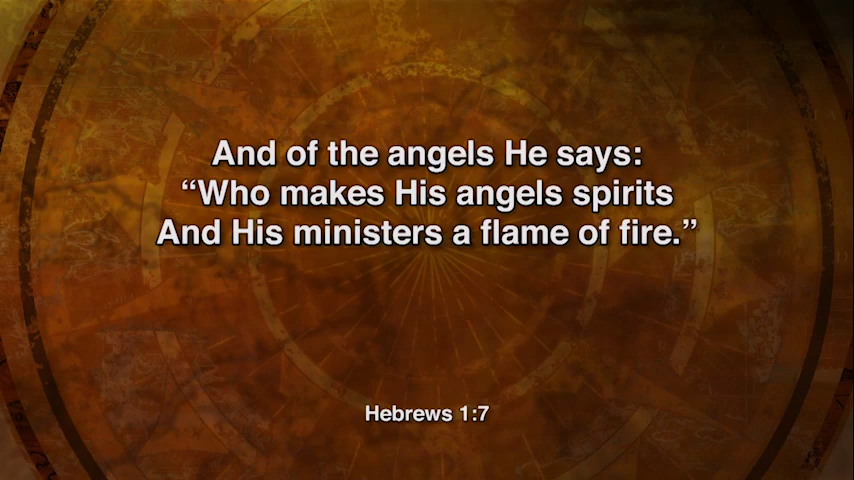 And of the angels He says:
“Who makes His angels spirits
And His ministers a flame of fire.”
Hebrews 1:7